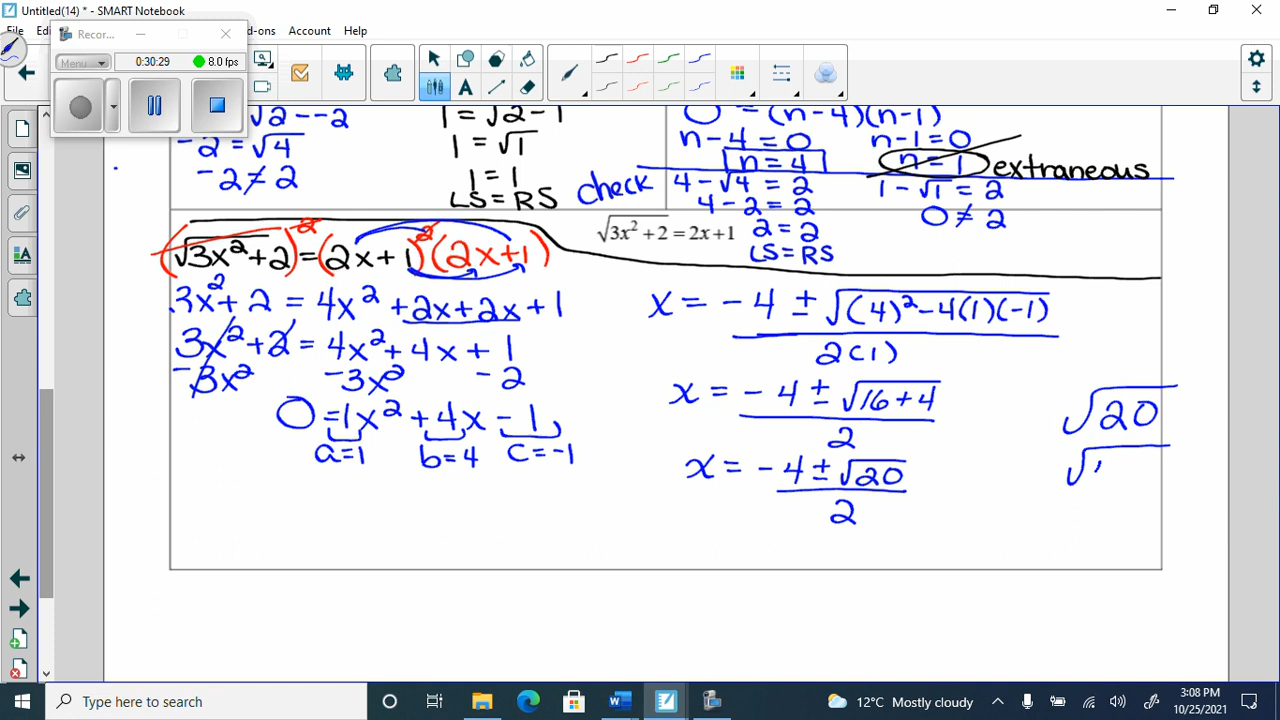 Untitled(14) * - SMART Notebook
File
Account
Help
Recor...
Menu
0:30:29
8.0 fps
√2 - -2
-2 = √4
-2 ≠ 2
1 = √2 - 1
1 = √1
1 = 1
LS = RS
check
0 = (n-4)(n-1)
n-4=0
n-1=0
n=4
n=1
extraneous
4-√4 = 2
1-√1 = 2
4-2=2
0 ≠ 2
2=2
LS=RS
√3x²+2 = 2x+1
(√3x²+2)² = (2x+1)² (2x+1)
3x²+2 = 4x²+2x+2x+1
3x²+2 = 4x²+4x+1
-3x² -3x² -2
0 = 1x²+4x-1
a=1 b=4 c=-1
x = -4 ± √(4)²-4(1)(-1)
2(1)
x = -4 ± √16+4
2
x = -4 ± √20
2
√20
Type here to search
12°C Mostly cloudy
3:08 PM
10/25/2021